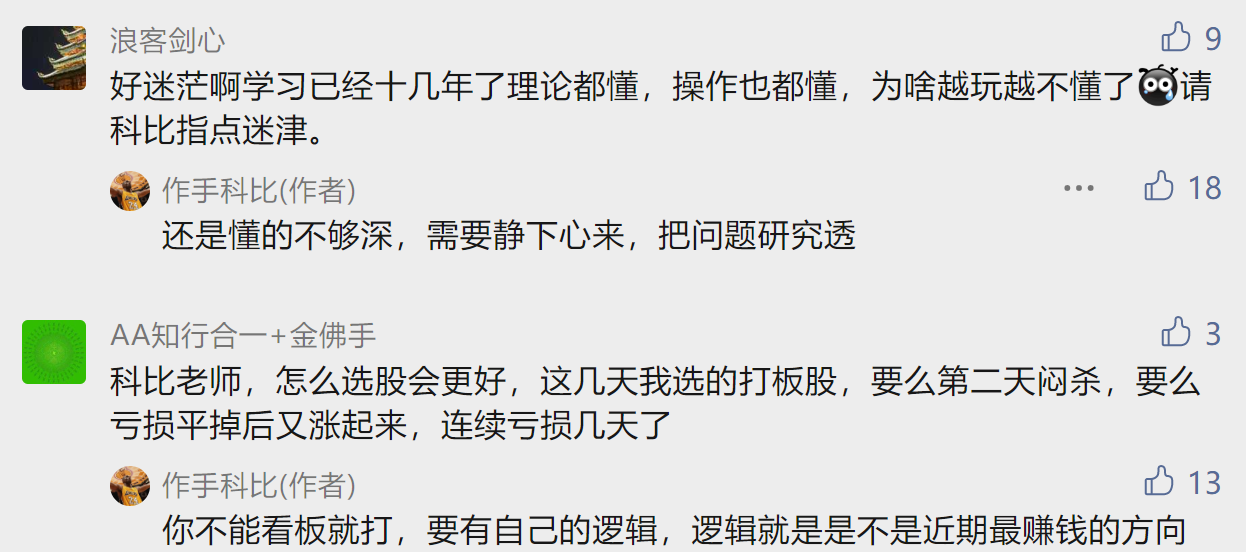 浪客剑心
9
好迷茫啊学习已经十几年了理论都懂，操作也都懂，为啥越玩越不懂了请
科比指点迷津。
作手科比(作者)
18
还是懂的不够深，需要静下心来，把问题研究透
AA知行合一+金佛手
3
科比老师，怎么选股会更好，这几天我选的打板股，要么第二天闷杀，要么
亏损平掉后又涨起来，连续亏损几天了
作手科比(作者)
13
你不能看板就打，要有自己的逻辑，逻辑就是是不是近期最赚钱的方向